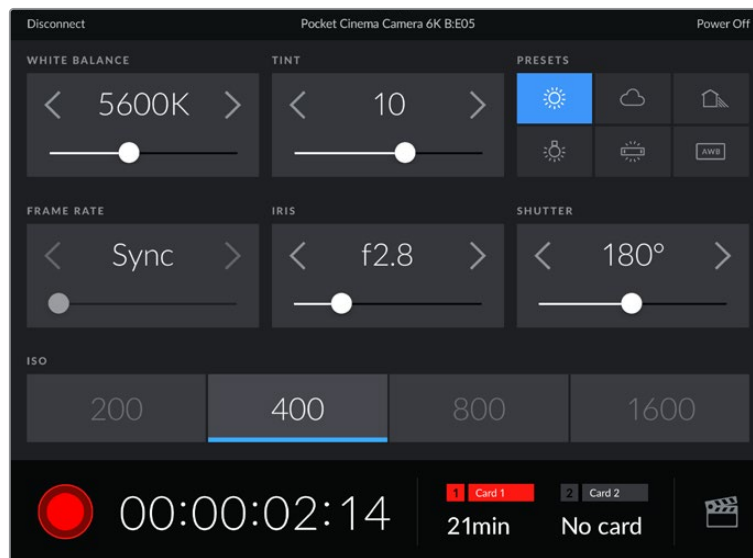 Disconnect
Pocket Cinema Camera 6K B:E05
Power Off
WHITE BALANCE
TINT
PRESETS
5600K
10
AWB
FRAME RATE
IRIS
SHUTTER
Sync
f2.8
180°
ISO
200
400
800
1600
00:00:02:14
1 Card 1
21min
2 Card 2
No card